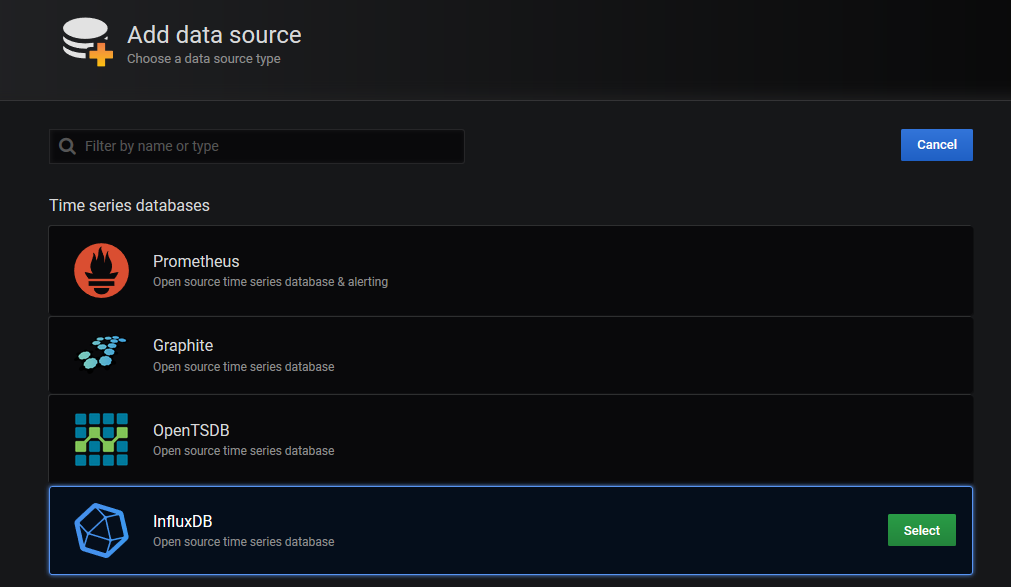 Add data source
Choose a data source type
Filter by name or type
Cancel
Time series databases
Prometheus
Open source time series database & alerting
Graphite
Open source time series database
OpenTSDB
Open source time series database
InfluxDB
Open source time series database
Select